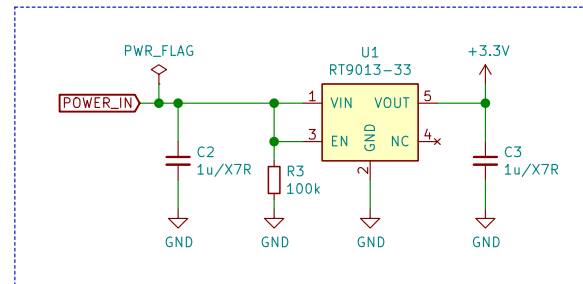 PWR_FLAG
U1
RT9013-33
+3.3V
POWER_IN
1 VIN VOUT 5
3 EN GND NC 4
2
C2
1u/X7R
R3
100k
C3
1u/X7R
GND
GND
GND
GND